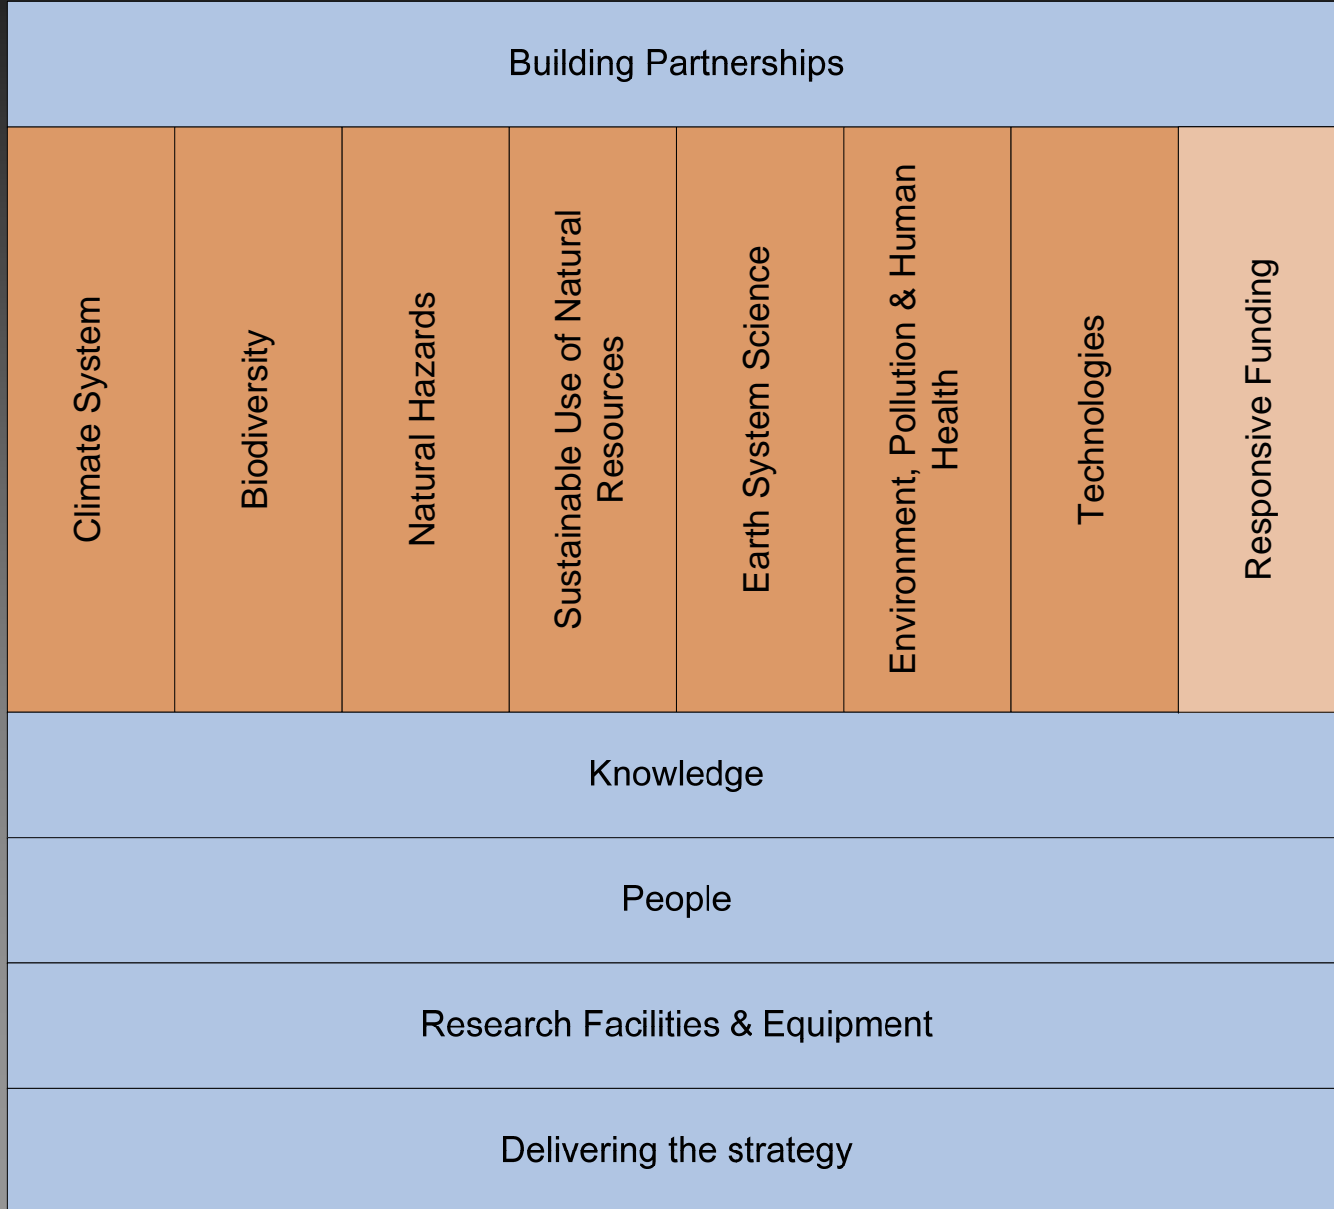 Building Partnerships
Climate System
Biodiversity
Natural Hazards
Sustainable Use of Natural
Resources
Earth System Science
Environment, Pollution & Human
Health
Technologies
Responsive Funding
Knowledge
People
Research Facilities & Equipment
Delivering the strategy